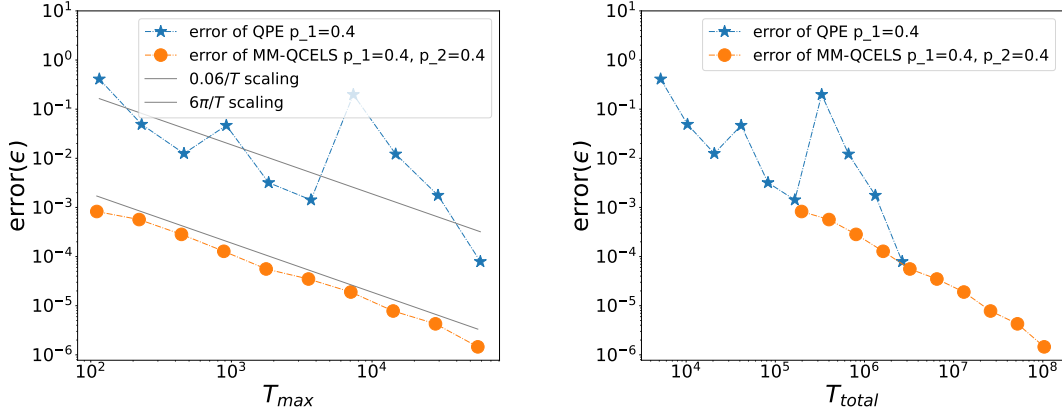 error of QPE p_1=0.4
error of MM-QCELS p_1=0.4, p_2=0.4
0.06/T scaling
6π/T scaling
10^1
10^0
10^-1
10^-2
10^-3
10^-4
10^-5
10^-6
error(ϵ)
10^2
10^3
10^4
T_max
error of QPE p_1=0.4
error of MM-QCELS p_1=0.4, p_2=0.4
10^1
10^0
10^-1
10^-2
10^-3
10^-4
10^-5
10^-6
error(ϵ)
10^4
10^5
10^6
10^7
10^8
T_total